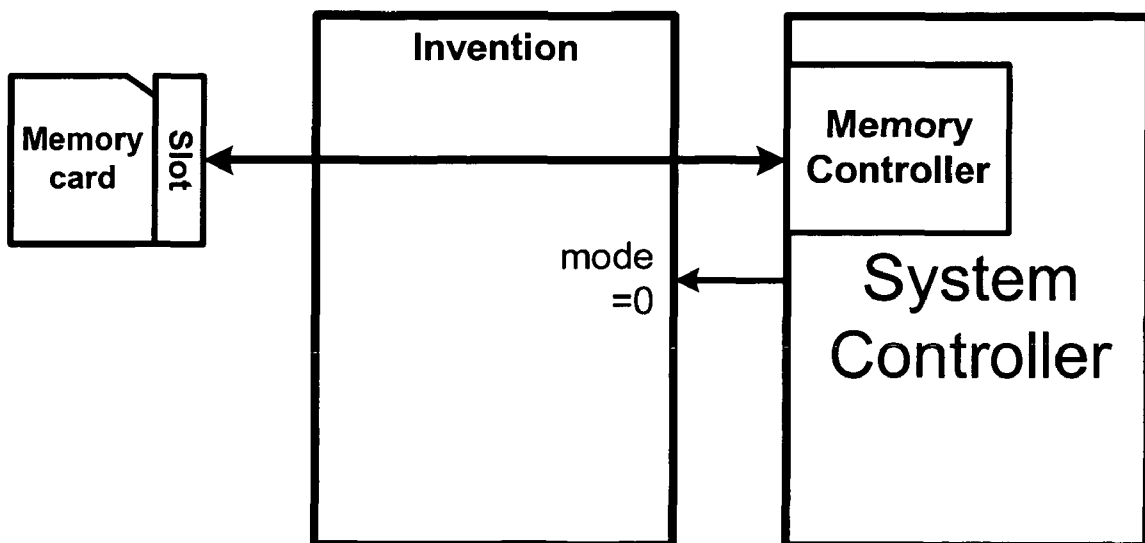 Invention
Memory
card
Slot
Memory
Controller
mode
=0
System
Controller